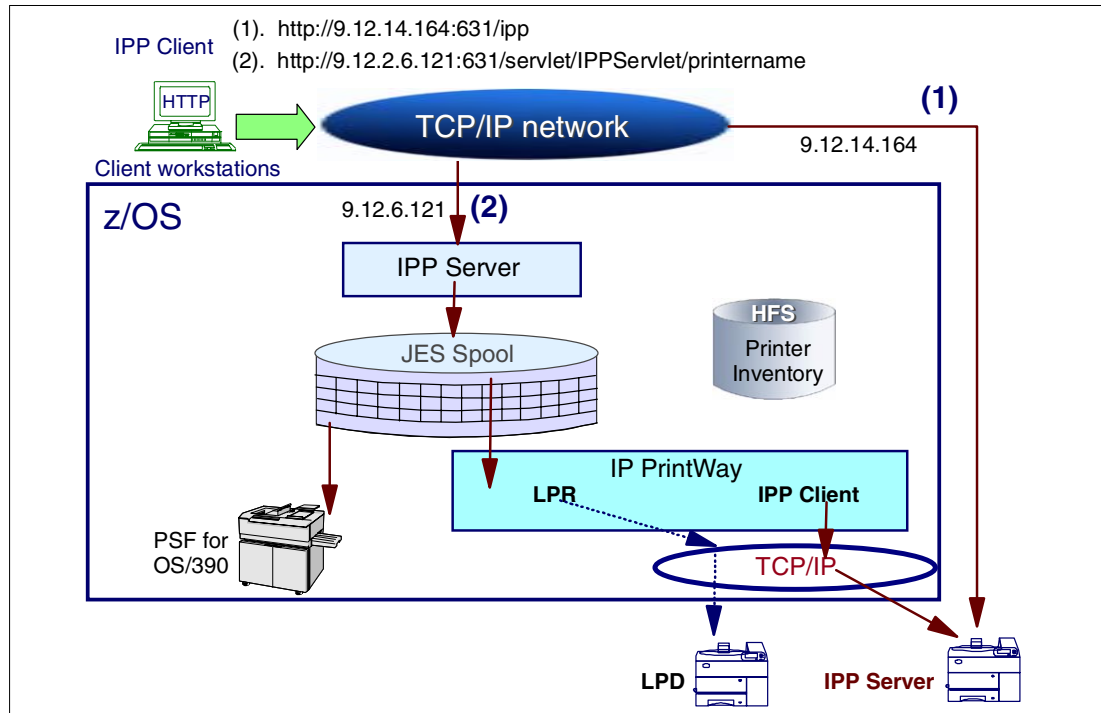 IPP Client
(1). http://9.12.14.164:631/ipp
(2). http://9.12.2.6.121:631/servlet/IPPServlet/printername
HTTP
TCP/IP network
(1)
9.12.14.164
Client workstations
z/OS
9.12.6.121
(2)
IPP Server
JES Spool
HFS
Printer
Inventory
IP PrintWay
LPR
IPP Client
PSF for
OS/390
TCP/IP
LPD
IPP Server